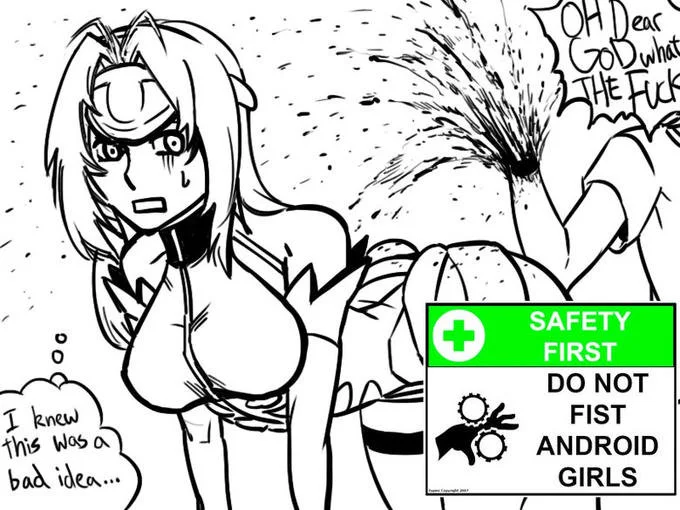 OH Dear
GOD what
THE FUCK
I knew
this was a
bad idea...
SAFETY
FIRST
DO NOT
FIST
ANDROID
GIRLS